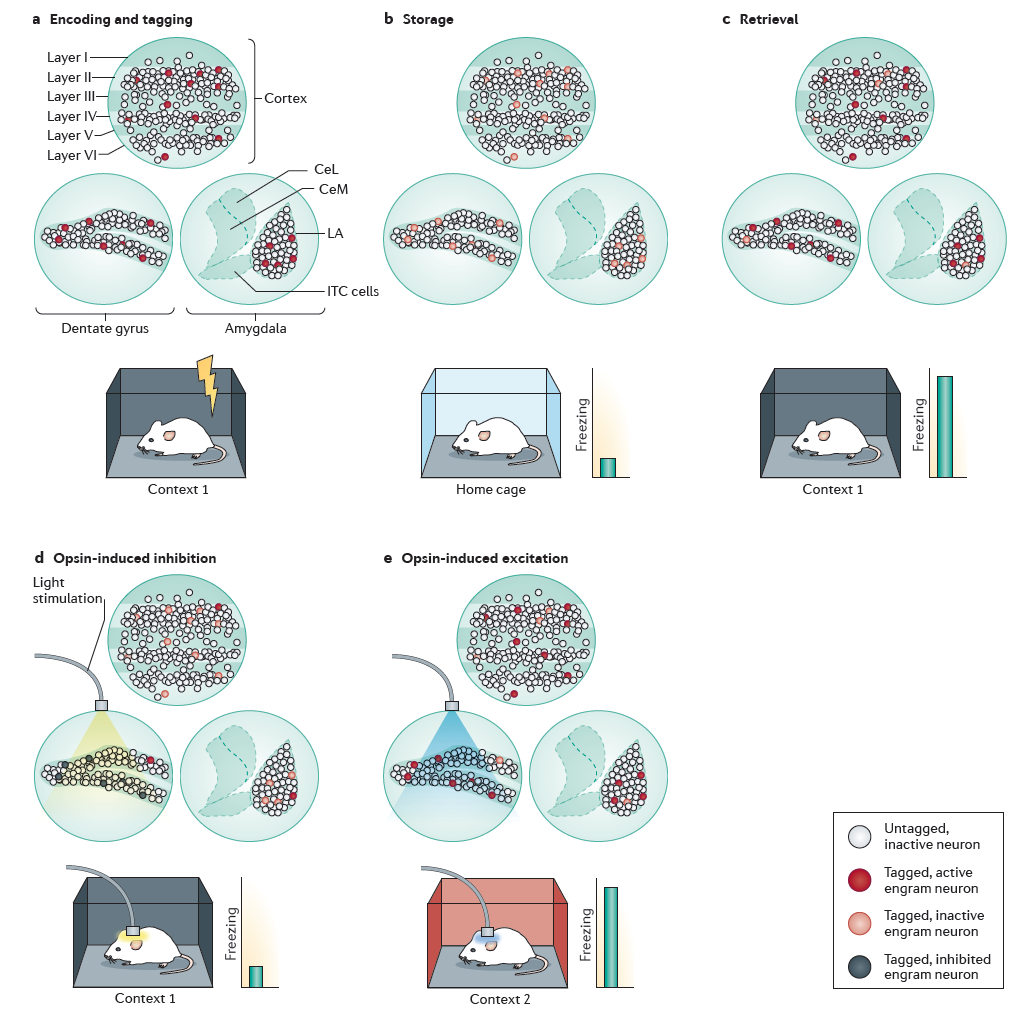 a Encoding and tagging
b Storage
c Retrieval
Layer I
Layer II
Layer III
Layer IV
Layer V
Layer VI
Cortex
CeL
CeM
LA
ITC cells
Dentate gyrus
Amygdala
Context 1
Home cage
Freezing
Context 1
Freezing
d Opsin-induced inhibition
e Opsin-induced excitation
Light
stimulation
Context 1
Freezing
Context 2
Freezing
Untagged,
inactive neuron
Tagged, active
engram neuron
Tagged, inactive
engram neuron
Tagged, inhibited
engram neuron